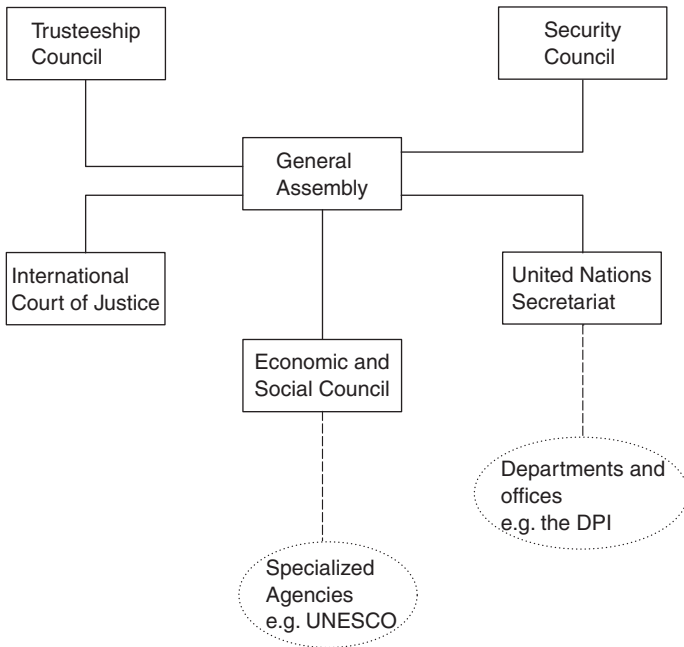 Trusteeship
Council
Security
Council
General
Assembly
International
Court of Justice
United Nations
Secretariat
Economic and
Social Council
Departments and
offices
e.g. the DPI
Specialized
Agencies
e.g. UNESCO